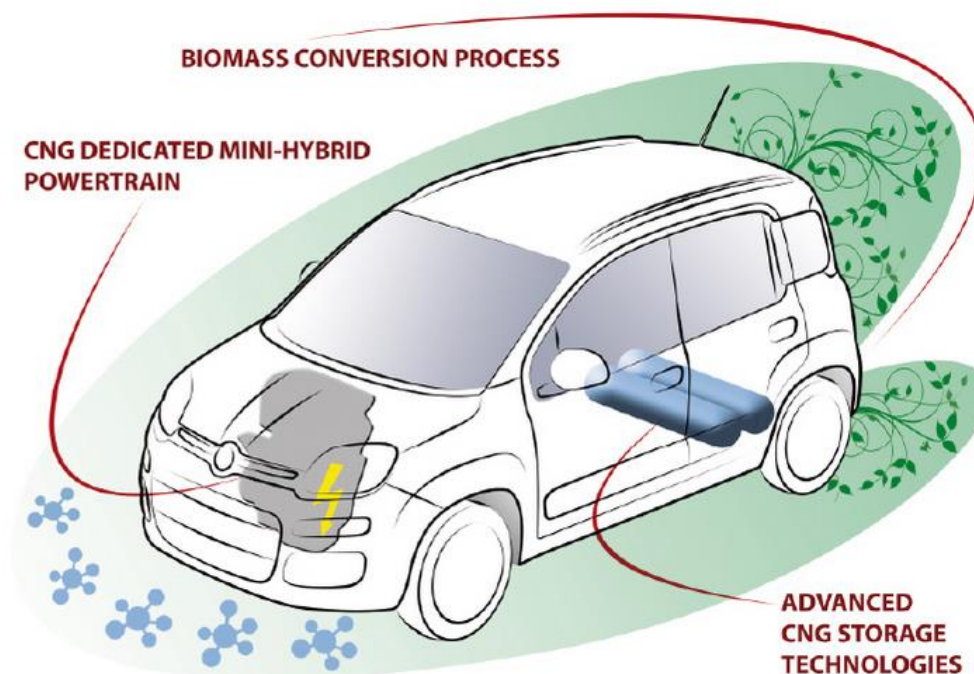 BIOMASS CONVERSION PROCESS
CNG DEDICATED MINI-HYBRID
POWERTRAIN
ADVANCED
CNG STORAGE
TECHNOLOGIES